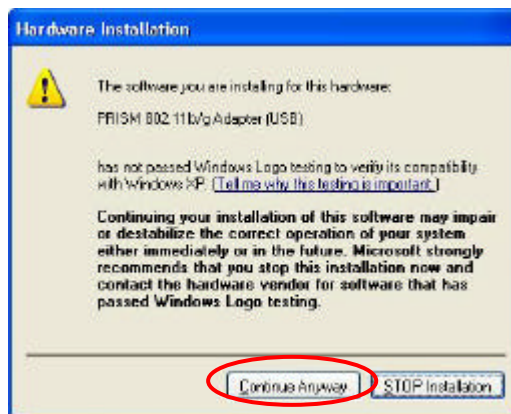 Hardware Installation
The software you are installing for this hardware:
PRISM 802.11b/g Adapter (USB)
has not passed Windows Logo testing to verify its compatibility
with Windows XP. (Tell me why this testing is important.)
Continuing your installation of this software may impair
or destabilize the correct operation of your system
either immediately or in the future. Microsoft strongly
recommends that you stop this installation now and
contact the hardware vendor for software that has
passed Windows Logo testing.
Continue Anyway
STOP Installation